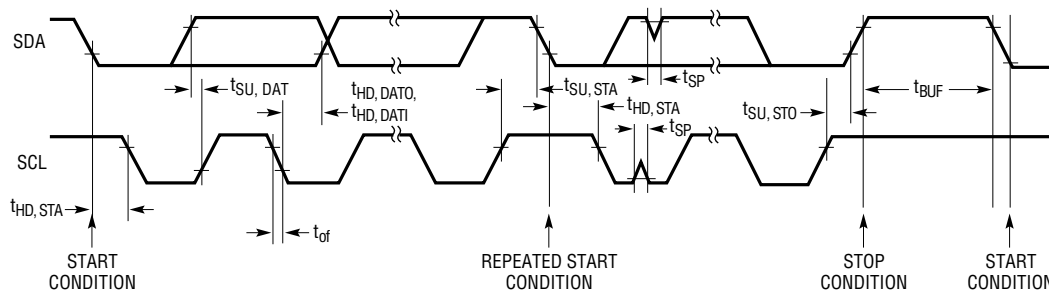 SDA
tSU, DAT
tHD, DATO,
tHD, DATI
tSU, STA
tHD, STA
tSP
tSP
tSU, STO
tBUF
SCL
tHD, STA
tof
START
CONDITION
REPEATED START
CONDITION
STOP
CONDITION
START
CONDITION